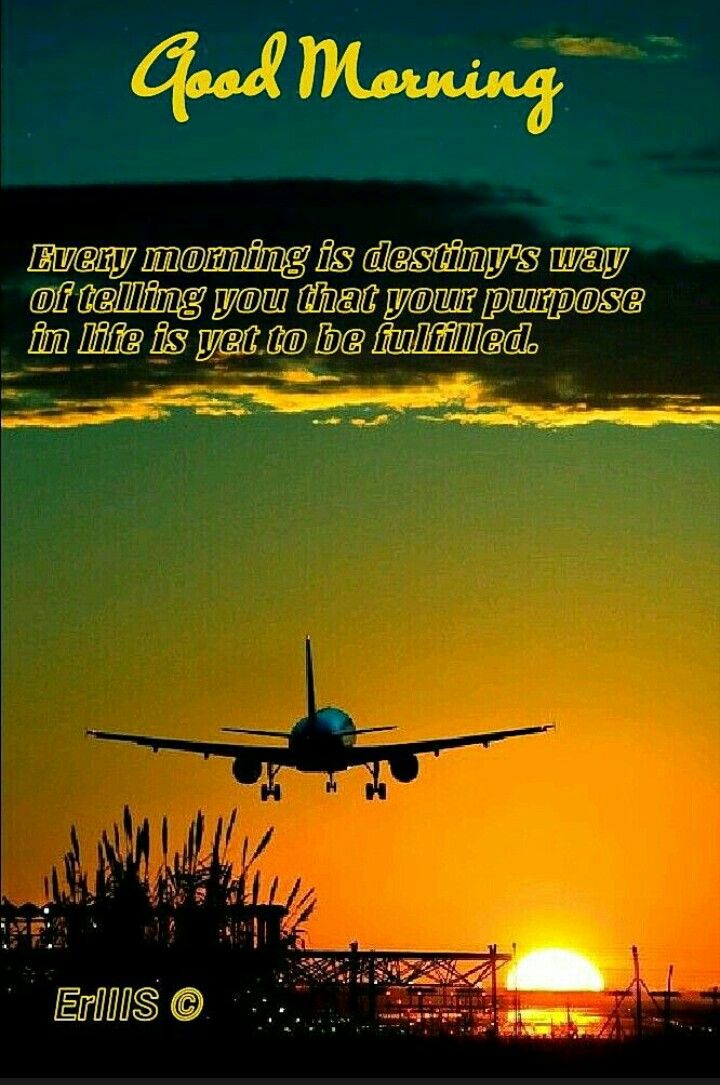 Good Morning
Every morning is destiny's way
of telling you that your purpose
in life is yet to be fulfilled.
ErIIIS ©